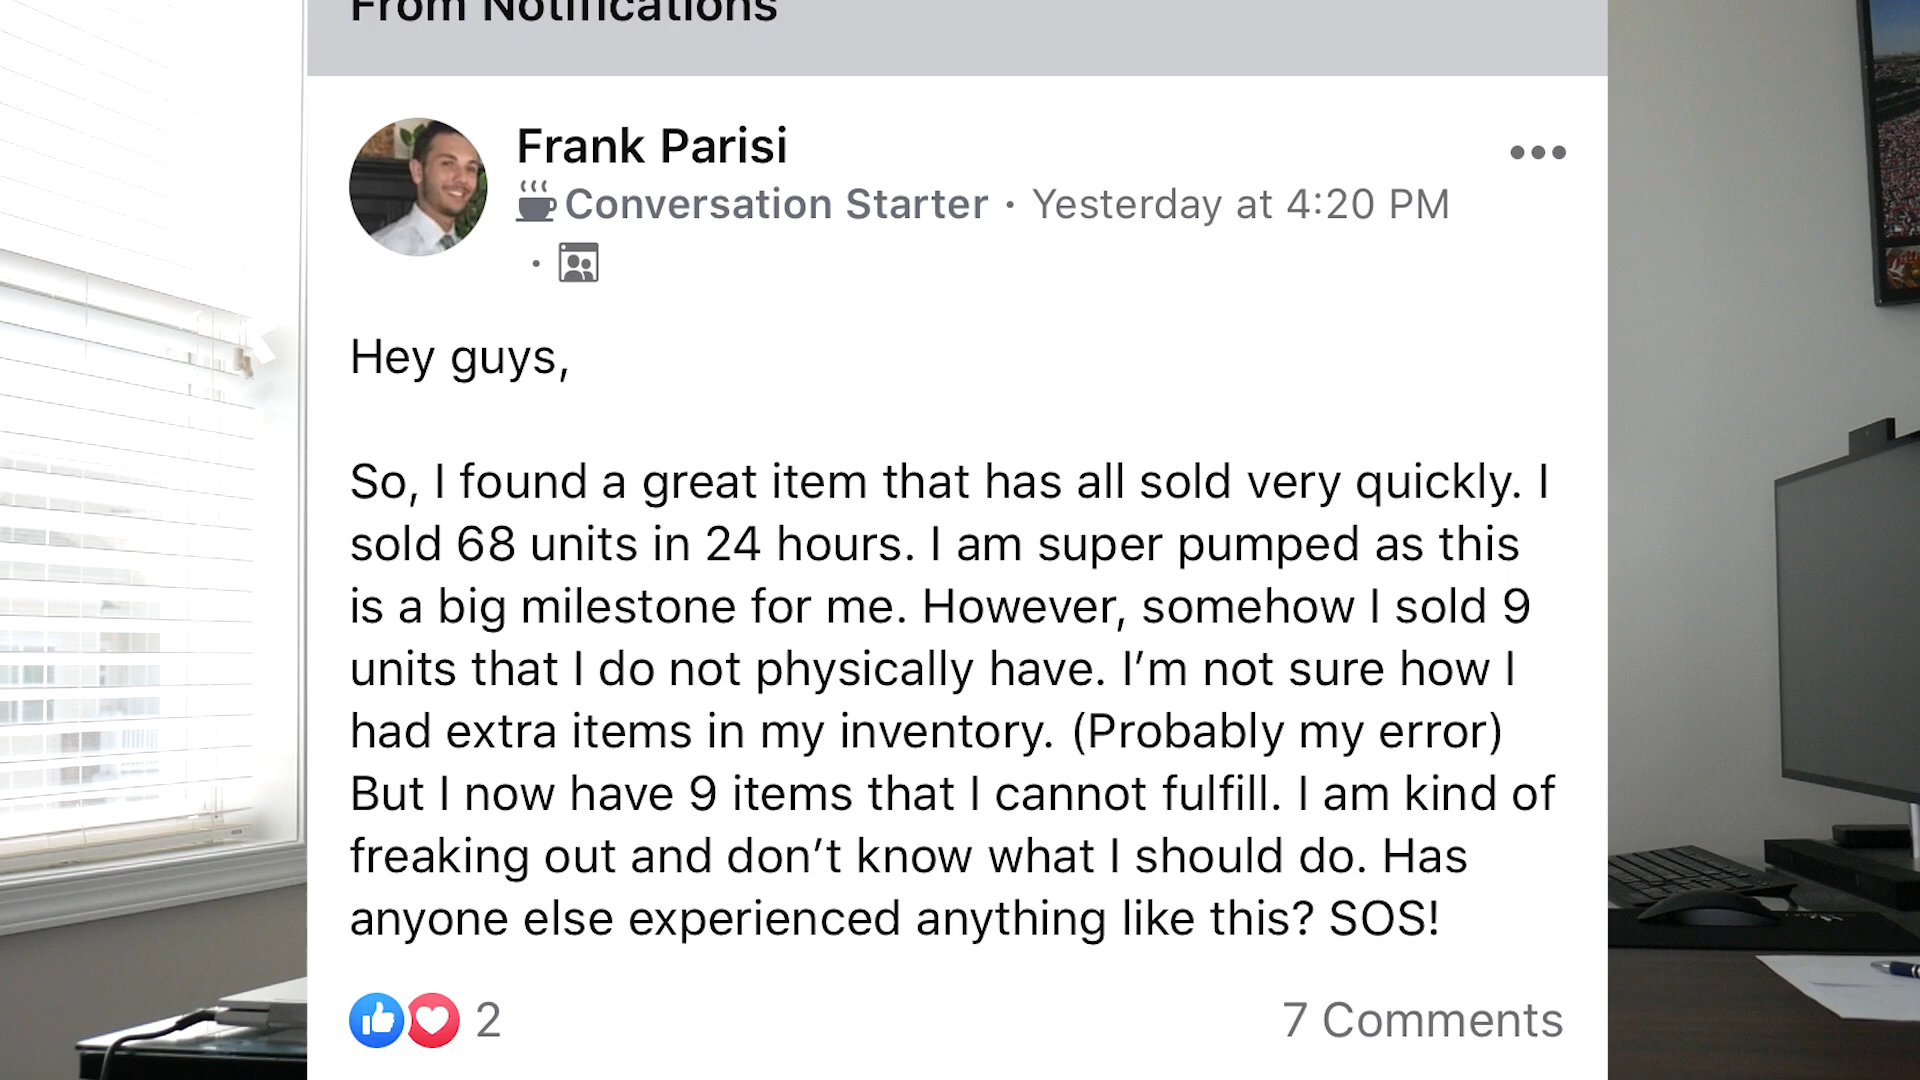 From Notifications
Frank Parisi
Conversation Starter · Yesterday at 4:20 PM
Hey guys,
So, I found a great item that has all sold very quickly. I
sold 68 units in 24 hours. I am super pumped as this
is a big milestone for me. However, somehow I sold 9
units that I do not physically have. I’m not sure how I
had extra items in my inventory. (Probably my error)
But I now have 9 items that I cannot fulfill. I am kind of
freaking out and don’t know what I should do. Has
anyone else experienced anything like this? SOS!
2
7 Comments